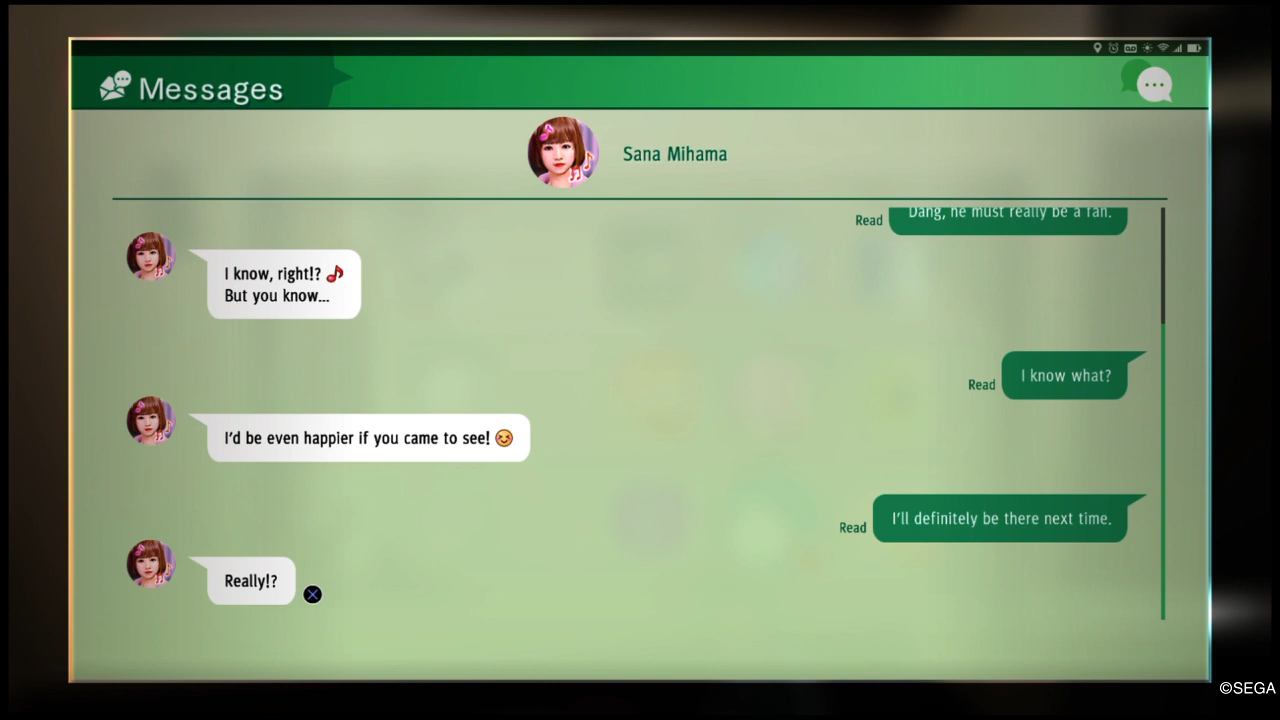 Messages
Sana Mihama
Dang, he must really be a fan.
Read
I know, right!?
But you know...
I know what?
Read
I'd be even happier if you came to see!
I'll definitely be there next time.
Read
Really!?
©SEGA